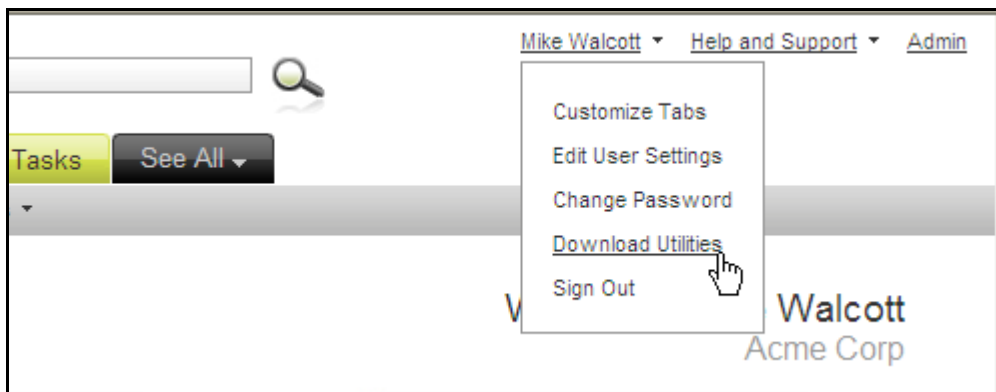 Mike Walcott Help and Support Admin
Customize Tabs
Tasks See All
Edit User Settings
Change Password
Download Utilities
Sign Out
Walcott
Acme Corp